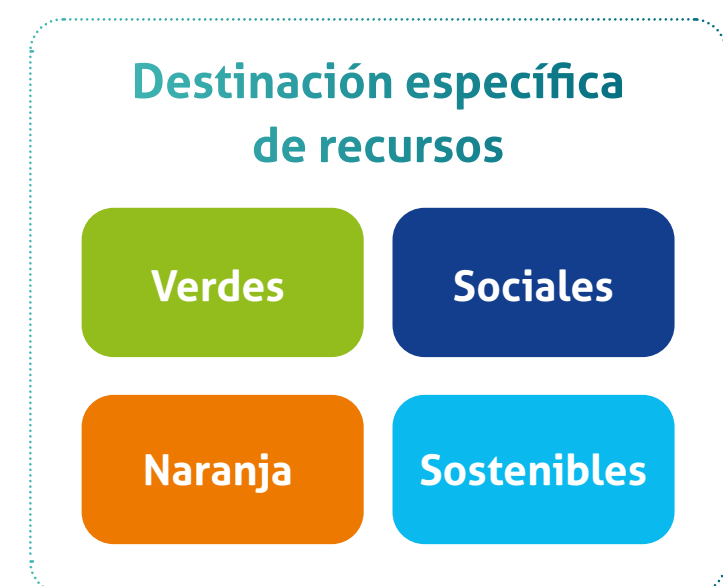 Destinación específica
de recursos
Verdes
Sociales
Naranja
Sostenibles